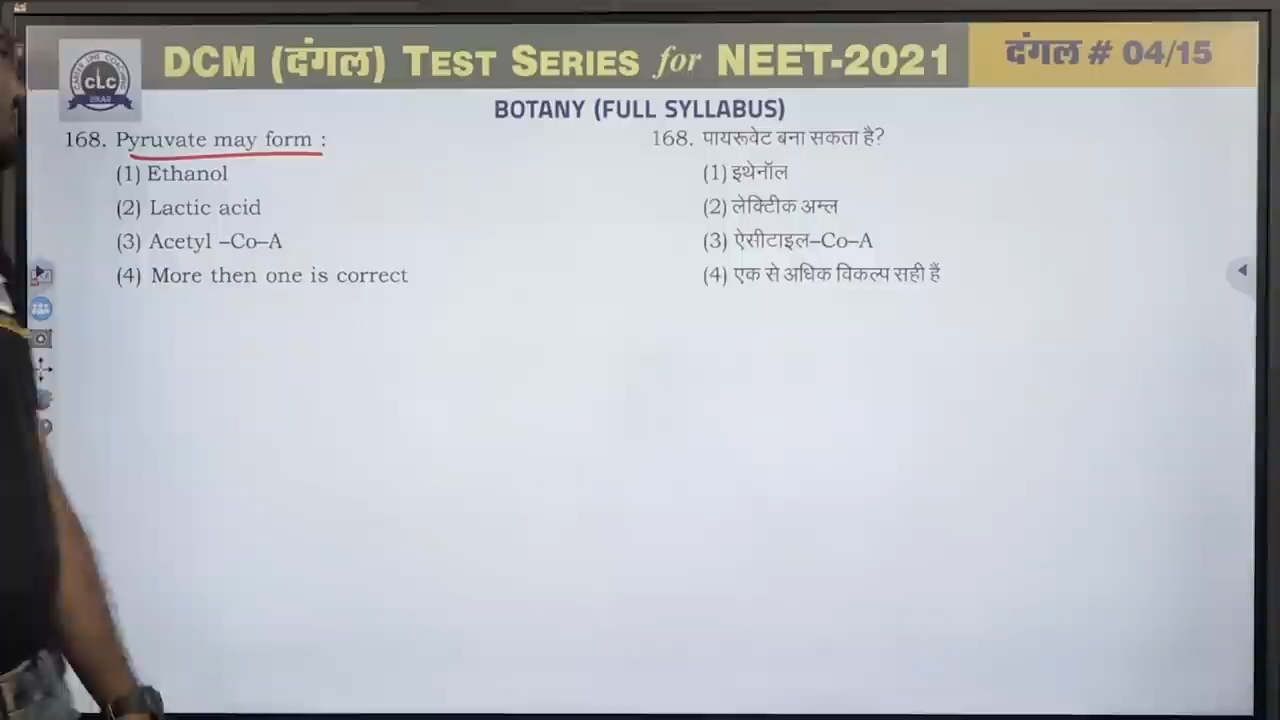 DCM (दंगल) TEST SERIES for NEET-2021
दंगल # 04/15
CLC
BOTANY (FULL SYLLABUS)
168. Pyruvate may form :
(1) Ethanol
(2) Lactic acid
(3) Acetyl –Co–A
(4) More then one is correct
168. पायरूवेट बना सकता है?
(1) इथेनॉल
(2) लेक्टिीक अम्ल
(3) ऐसीटाइल–Co–A
(4) एक से अधिक विकल्प सही हैं